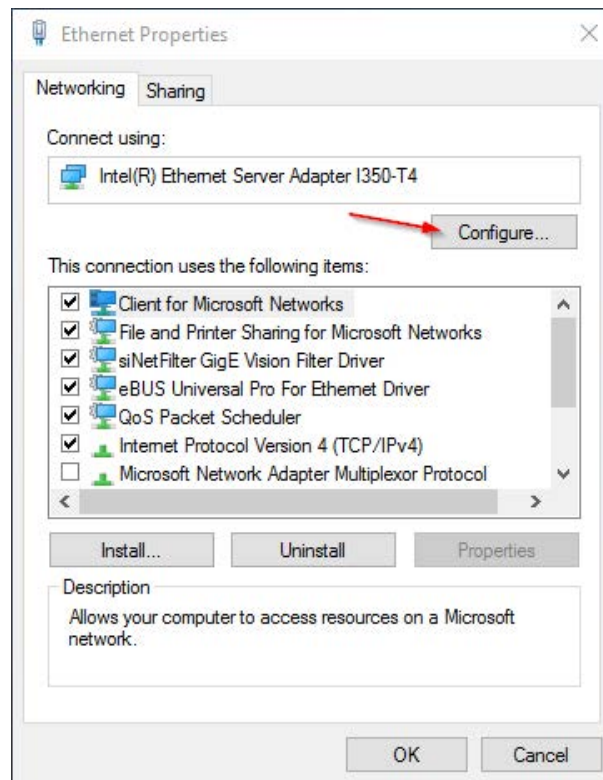 Ethernet Properties
Networking
Sharing
Connect using:
Intel(R) Ethernet Server Adapter I350-T4
Configure...
This connection uses the following items:
Client for Microsoft Networks
File and Printer Sharing for Microsoft Networks
siNetFilter GigE Vision Filter Driver
eBUS Universal Pro For Ethernet Driver
QoS Packet Scheduler
Internet Protocol Version 4 (TCP/IPv4)
Microsoft Network Adapter Multiplexor Protocol
Install...
Uninstall
Properties
Description
Allows your computer to access resources on a Microsoft
network.
OK
Cancel